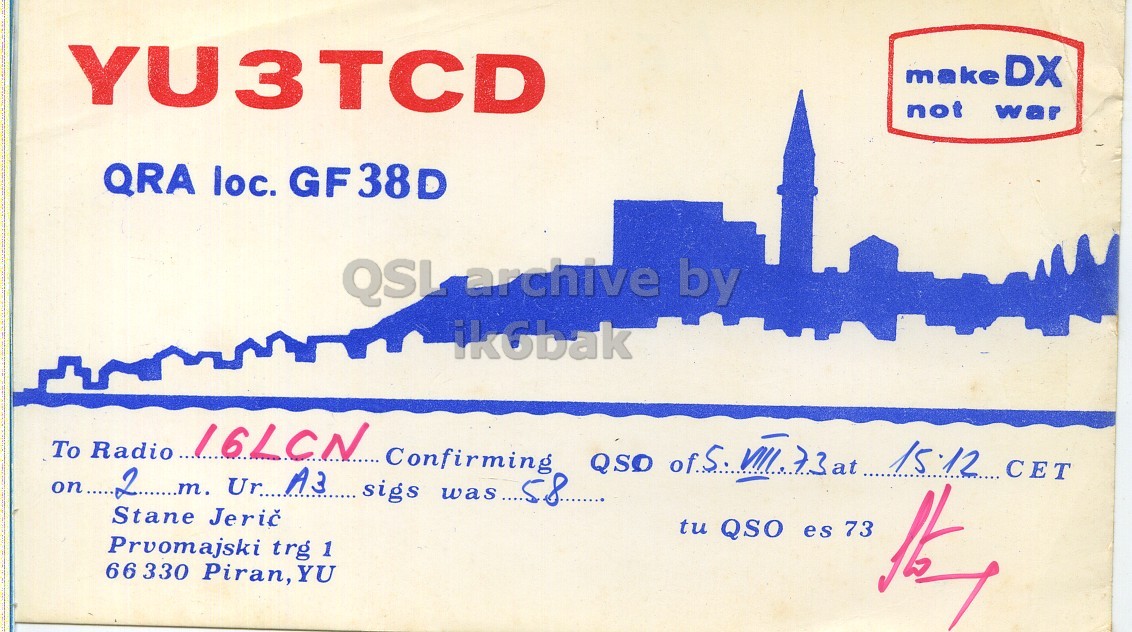 YU3TCD
make DX
not war
QRA loc. GF38D
QSL archive by
ik6bak
To Radio I6LCN Confirming QSO of 5. VIII. 73 at 15.12 CET
on 2 m. Ur A3 sigs was 58.
Stane Jerič
Prvomajski trg 1
66330 Piran, YU
tu QSO es 73